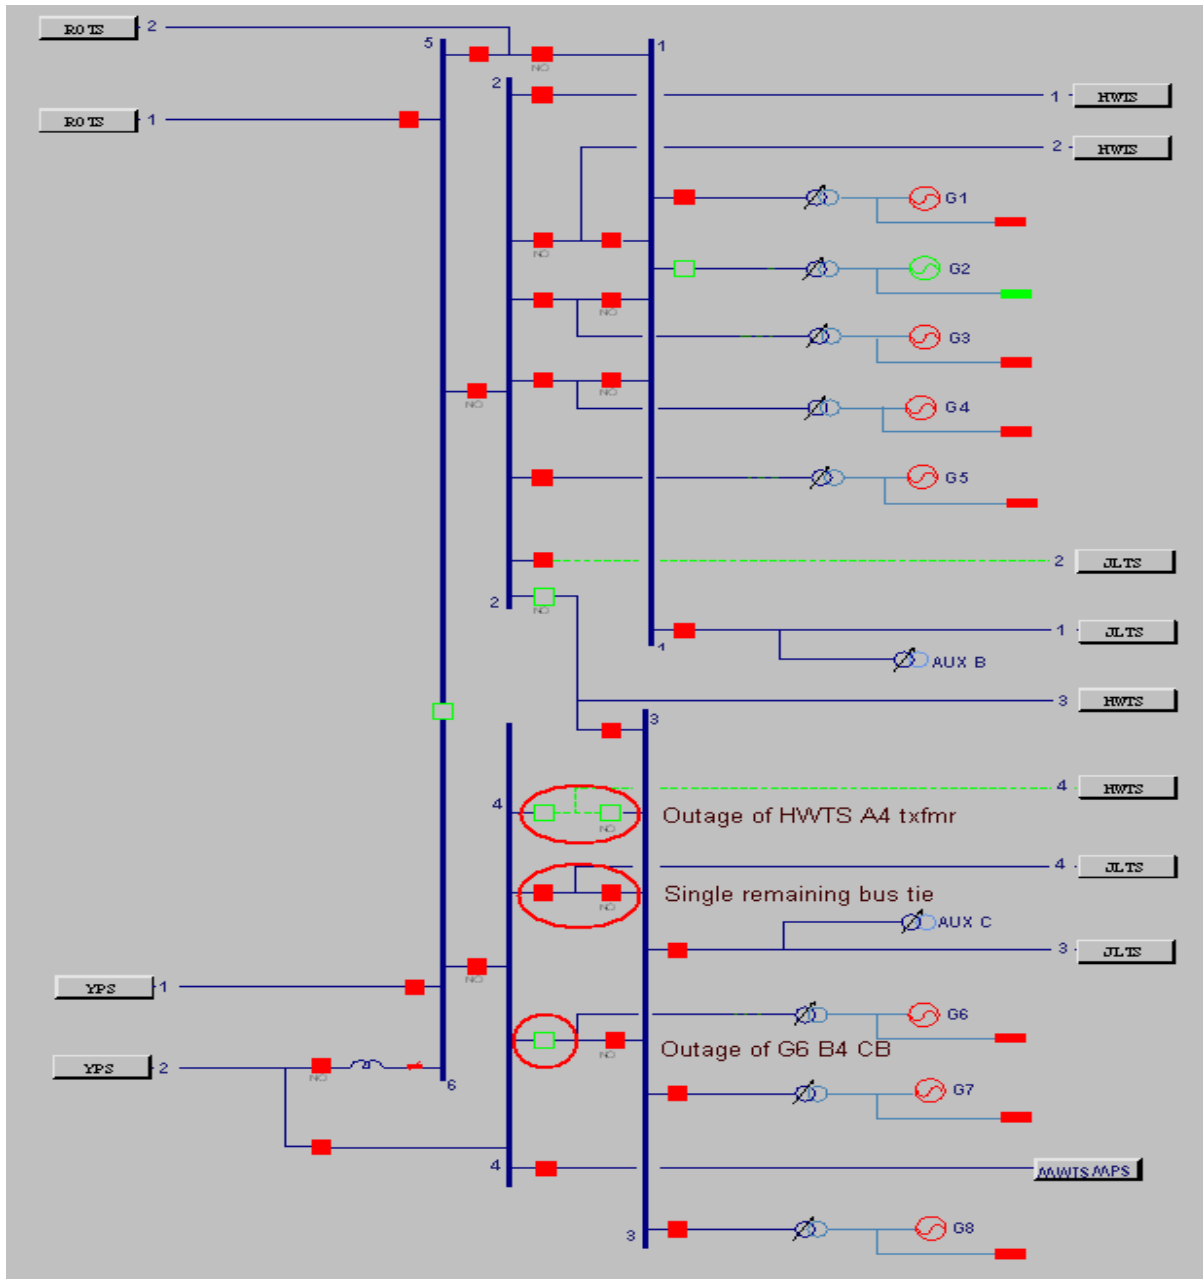 ROTS 2
5
1
NO
2
1 HWTS
ROTS 1
2 HWTS
G1
NO
G2
NO
G3
NO
NO
G4
G5
2 JLTS
2
NO
1 JLTS
1
AUX B
3 HWTS
3
4 HWTS
4
Outage of HWTS A4 txfmr
NO
4 JLTS
Single remaining bus tie
NO
AUX C
3 JLTS
NO
YPS 1
G6
Outage of G6 B4 CB
NO
YPS 2
NO
6
G7
4
MWTS MPS
3
G8